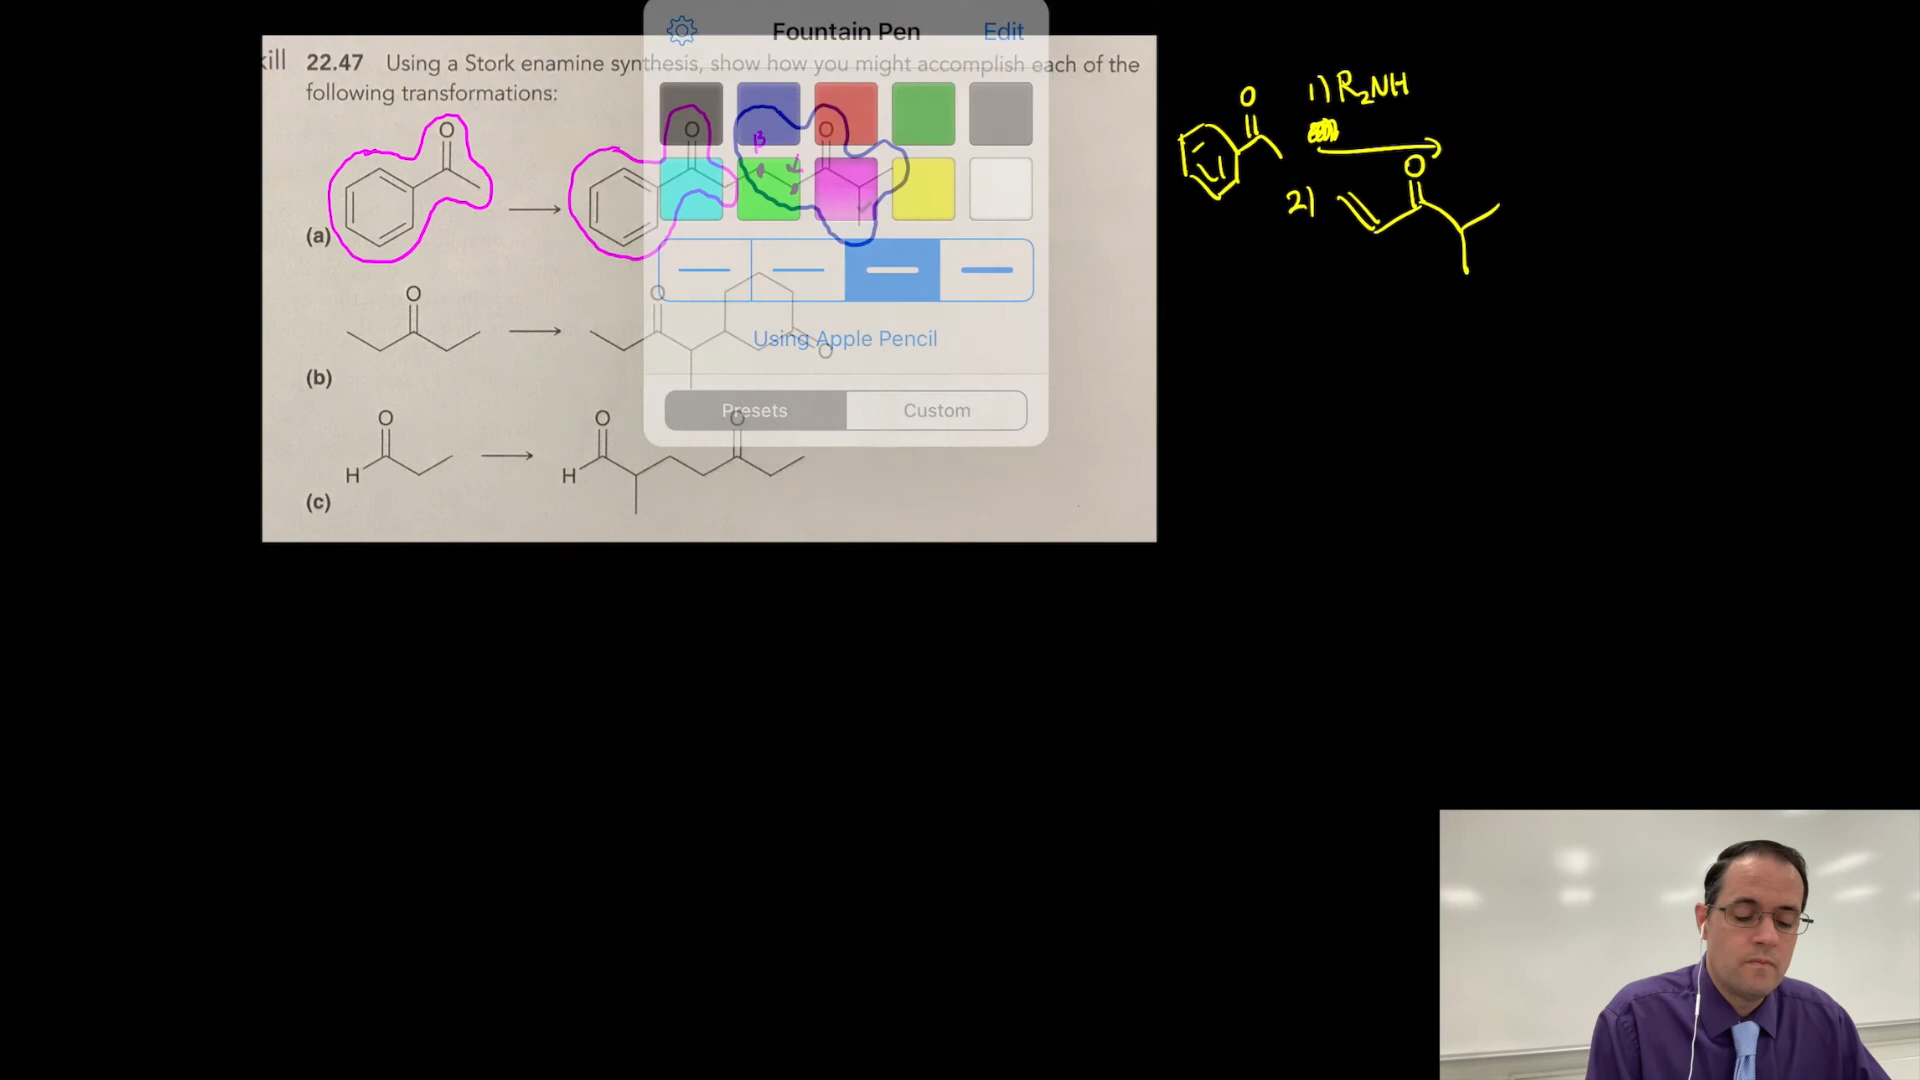 Fountain Pen Edit
kill 22.47 Using a Stork enamine synthesis, show how you might accomplish each of the
following transformations:
O O O
β
(a)
O O O
(b)
Using Apple Pencil
Presets Custom
O O O
H H
(c)
O
1) R₂NH
2) O